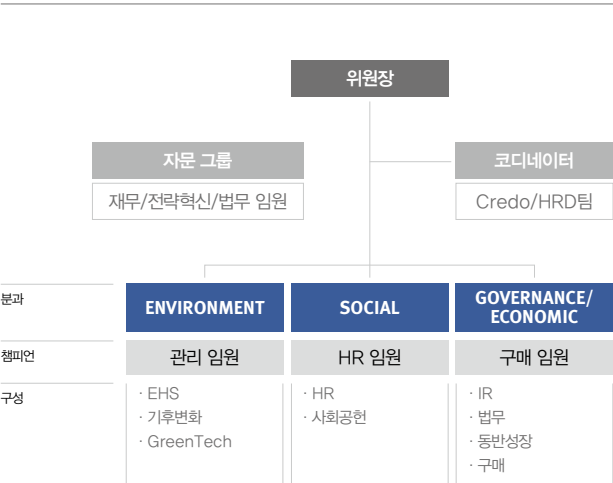 위원장
자문 그룹
재무/전략혁신/법무 임원
코디네이터
Credo/HRD팀
분과
ENVIRONMENT
SOCIAL
GOVERNANCE/
ECONOMIC
챔피언
관리 임원
HR 임원
구매 임원
구성
· EHS
· 기후변화
· GreenTech
· HR
· 사회공헌
· IR
· 법무
· 동반성장
· 구매